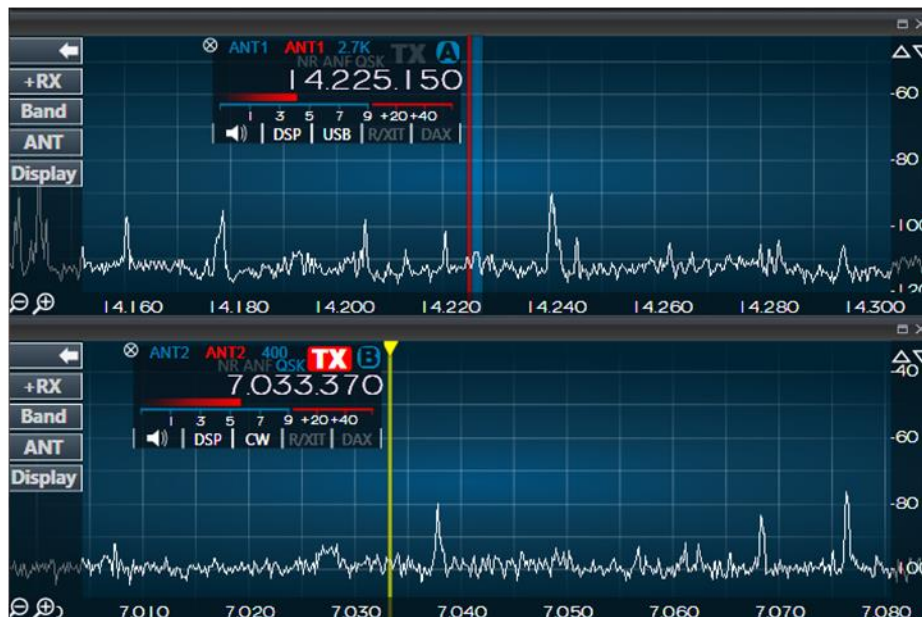 ANT1 ANT1 2.7K TX A
NR ANF QSK
+RX 14.225.150
-60
Band 1 3 5 7 9 +20 +40
ANT DSP USB R/XIT DAX
-80
Display
-100
-120
14.160 14.180 14.200 14.220 14.240 14.260 14.280 14.300
ANT2 ANT2 400 TX B
NR ANF QSK
-40
+RX 7.033.370
Band 1 3 5 7 9 +20 +40
ANT DSP CW R/XIT DAX
-60
Display
-80
-100
7.010 7.020 7.030 7.040 7.050 7.060 7.070 7.080